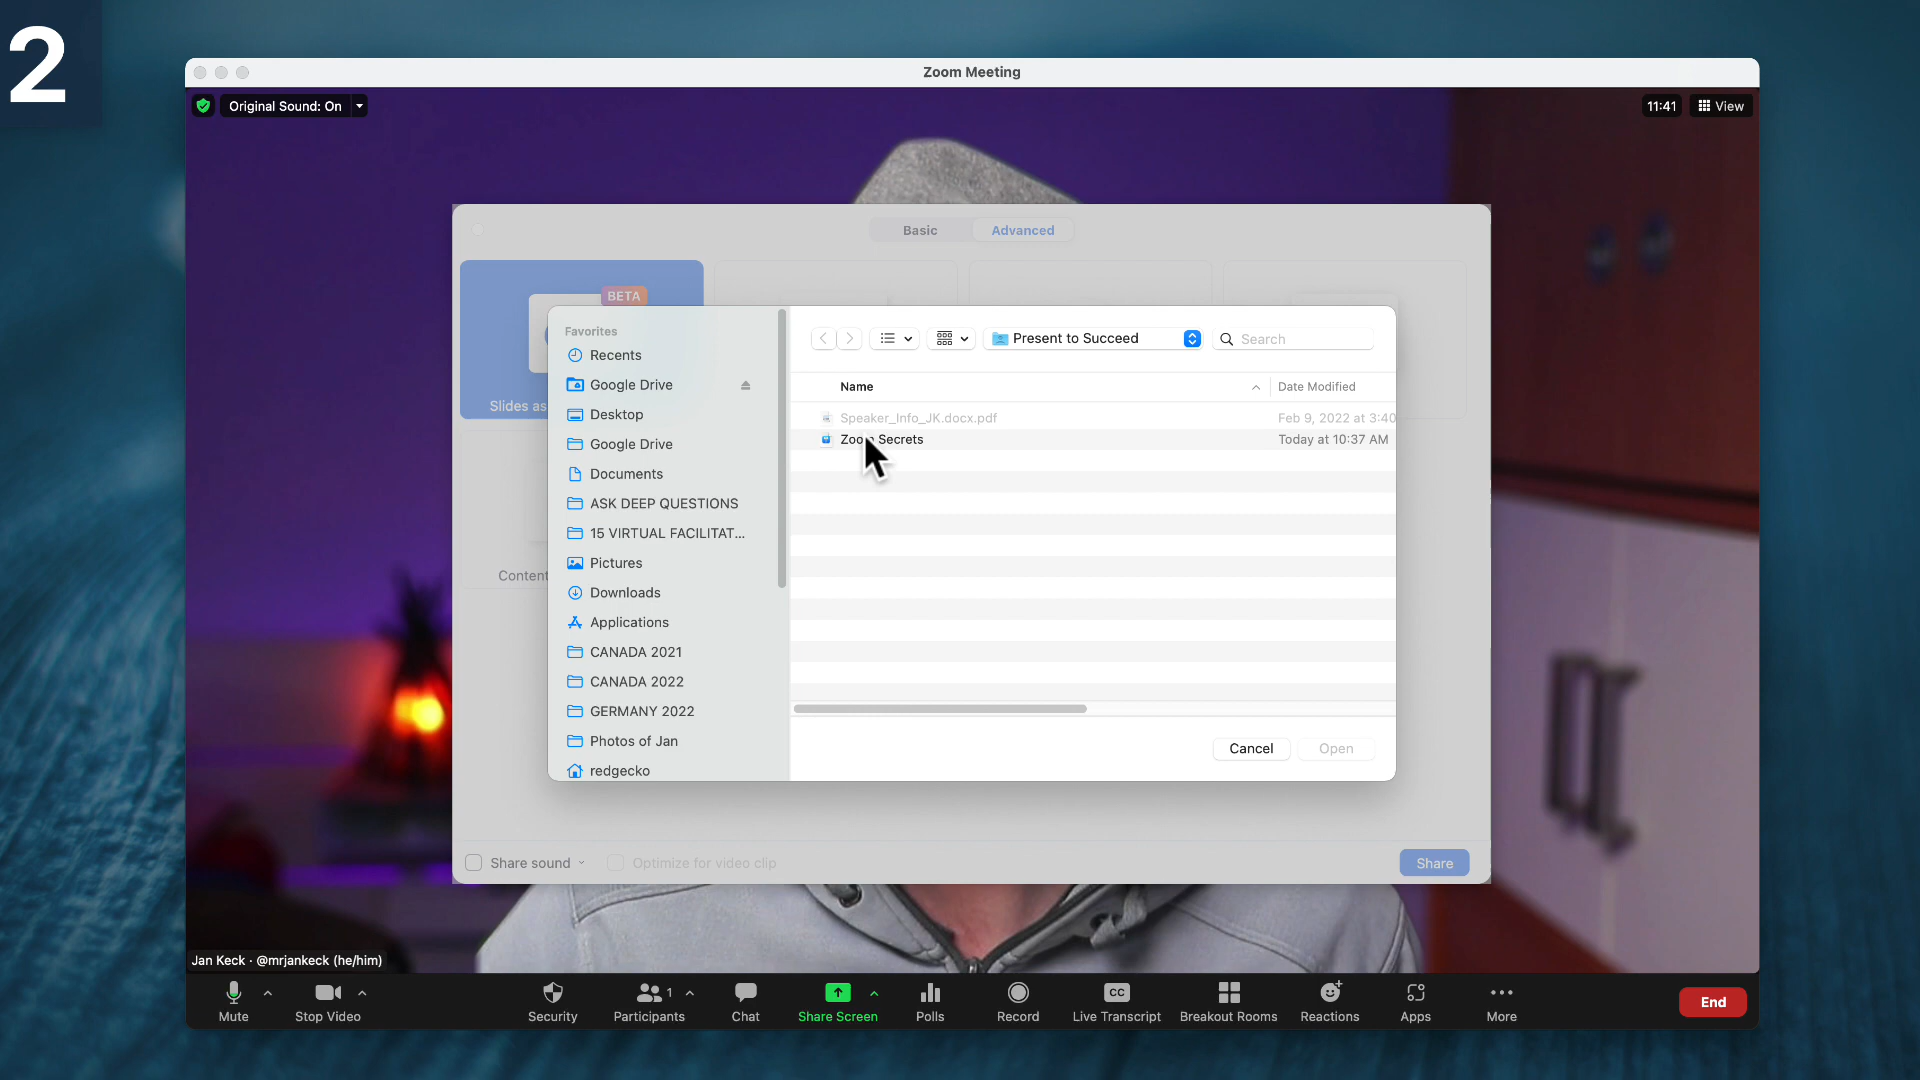 2
Zoom Meeting
Original Sound: On
11:41
View
Basic
Advanced
BETA
Slides as
Content
Favorites
Recents
Google Drive
Desktop
Google Drive
Documents
ASK DEEP QUESTIONS
15 VIRTUAL FACILITAT...
Pictures
Downloads
Applications
CANADA 2021
CANADA 2022
GERMANY 2022
Photos of Jan
redgecko
Present to Succeed
Search
Name
Date Modified
Speaker_Info_JK.docx.pdf
Feb 9, 2022 at 3:40
Secrets
Today at 10:37 AM
Cancel
Open
Share sound
Optimize for video clip
Share
Jan Keck · @mrjankeck (he/him)
Mute
Stop Video
Security
1
Participants
Chat
Share Screen
Polls
Record
CC
Live Transcript
Breakout Rooms
Reactions
Apps
More
End